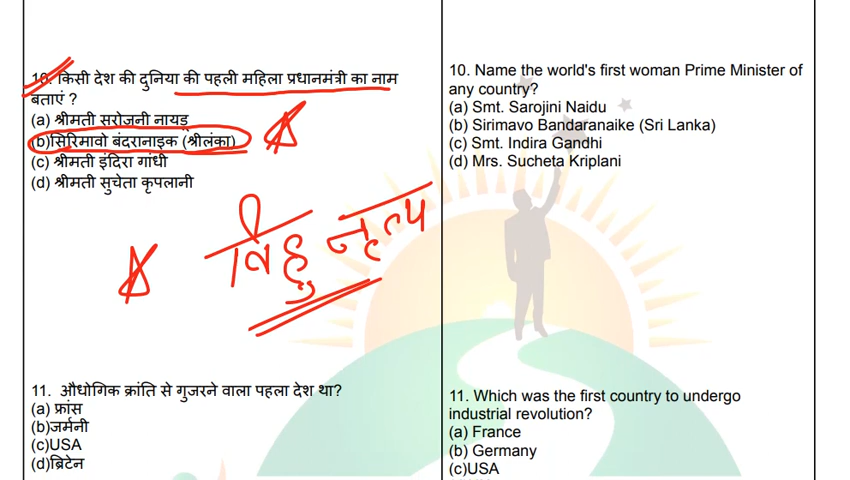 10. किसी देश की दुनिया की पहली महिला प्रधानमंत्री का नाम
बताएं ?
(a) श्रीमती सरोजनी नायडू
(b)सिरिमावो बंदरानाइक (श्रीलंका)
(c) श्रीमती इंदिरा गांधी
(d) श्रीमती सुचेता कृपलानी
बिहु नृत्य
11. औधोगिक क्रांति से गुजरने वाला पहला देश था?
(a) फ्रांस
(b)जर्मनी
(c)USA
(d)ब्रिटेन
10. Name the world's first woman Prime Minister of
any country?
(a) Smt. Sarojini Naidu
(b) Sirimavo Bandaranaike (Sri Lanka)
(c) Smt. Indira Gandhi
(d) Mrs. Sucheta Kriplani
11. Which was the first country to undergo
industrial revolution?
(a) France
(b) Germany
(c)USA